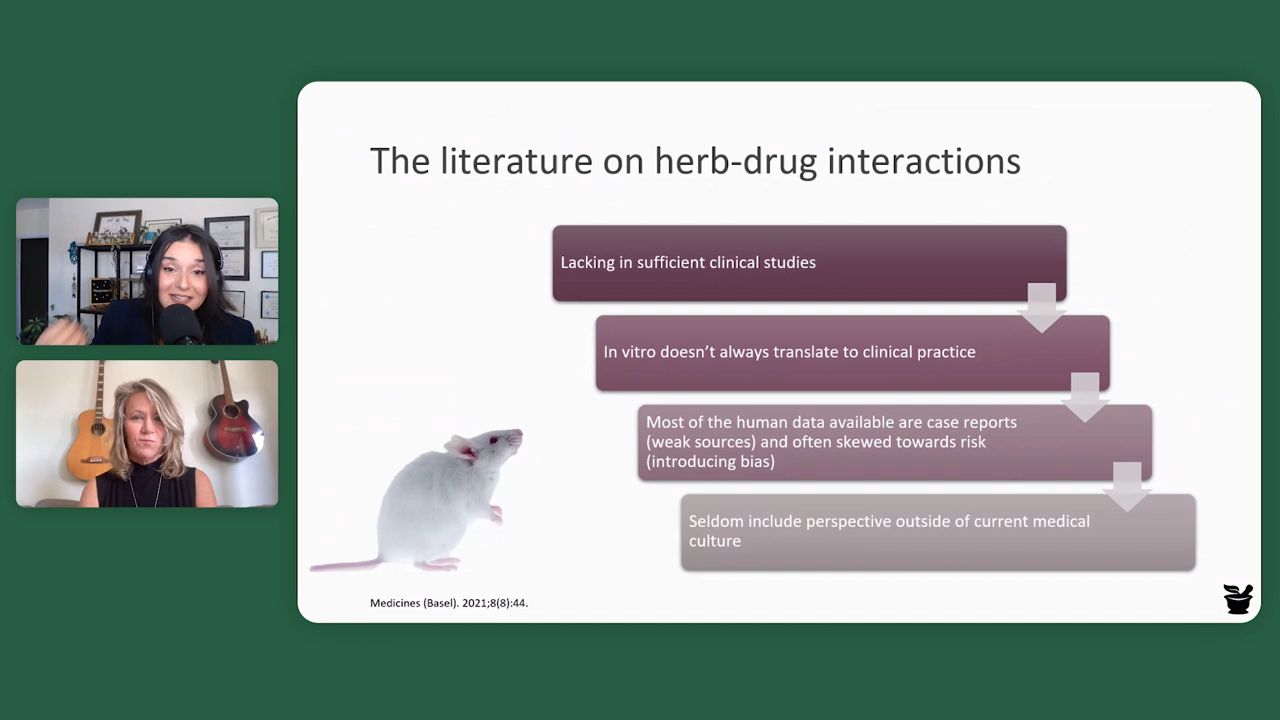 The literature on herb-drug interactions
Lacking in sufficient clinical studies
In vitro doesn't always translate to clinical practice
Most of the human data available are case reports
(weak sources) and often skewed towards risk
(introducing bias)
Seldom include perspective outside of current medical
culture
Medicines (Basel). 2021;8(8):44.